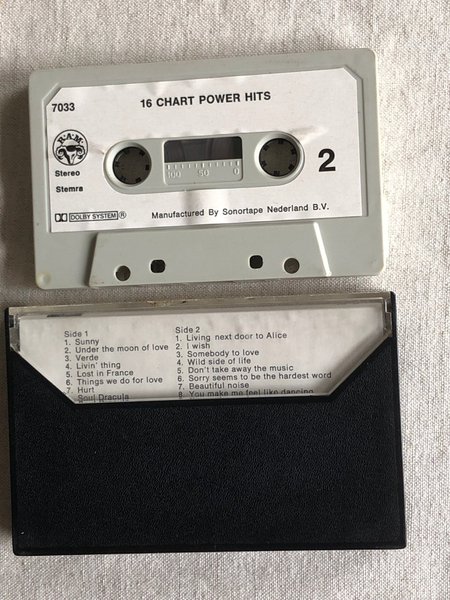 7033
16 CHART POWER HITS
R.A.M.
Stereo
Stemra
100 50 0
2
DOLBY SYSTEM ®
Manufactured By Sonortape Nederland B.V.
Side 1
1. Sunny
2. Under the moon of love
3. Verde
4. Livin' thing
5. Lost in France
6. Things we do for love
7. Hurt
Soul Dracula
Side 2
1. Living next door to Alice
2. I wish
3. Somebody to love
4. Wild side of life
5. Don't take away the music
6. Sorry seems to be the hardest word
7. Beautiful noise
8. You make me feel like dancing